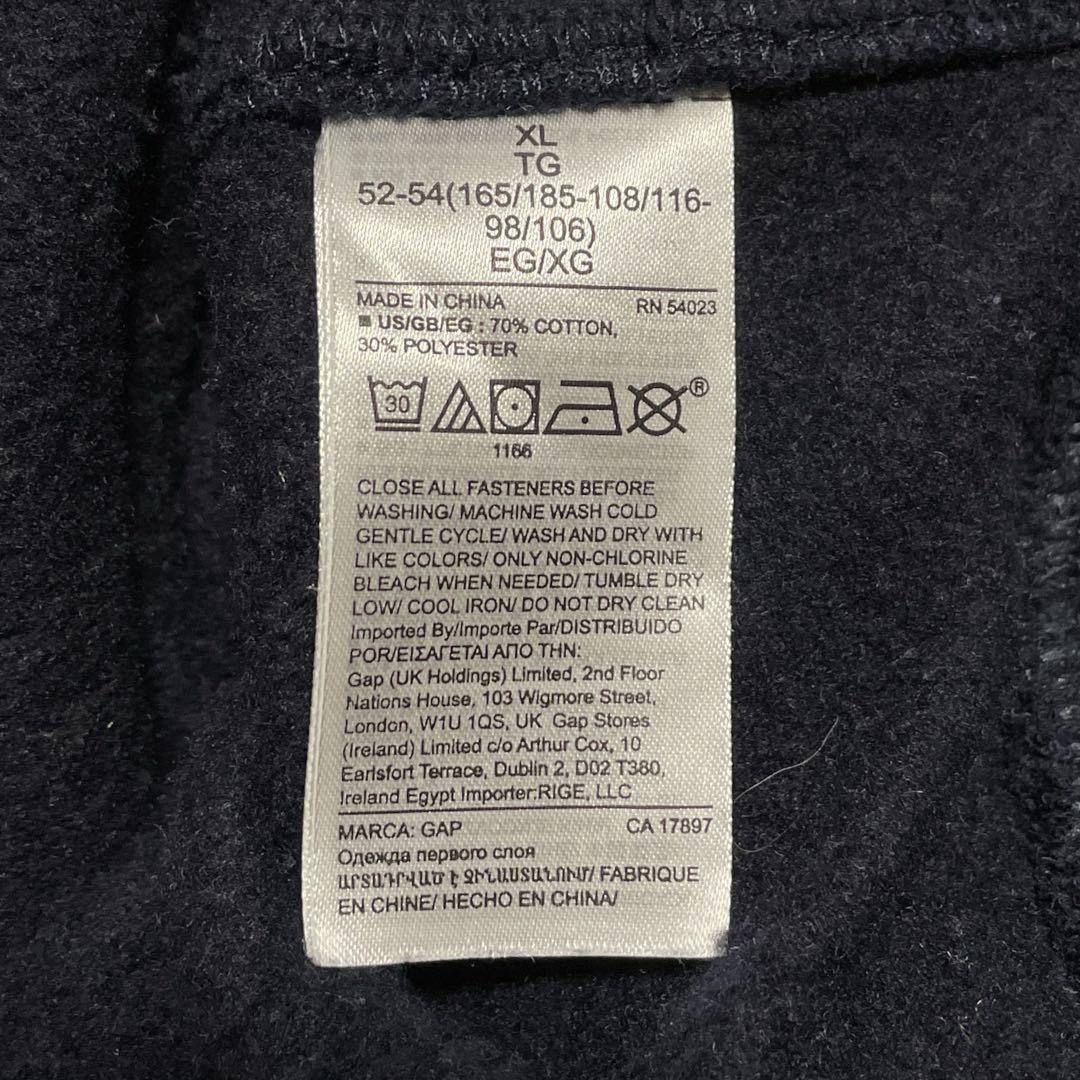 XL
TG
52-54(165/185-108/116-
98/106)
EG/XG
MADE IN CHINA RN 54023
US/GB/EG : 70% COTTON,
30% POLYESTER
30 ®
1166
CLOSE ALL FASTENERS BEFORE
WASHING/ MACHINE WASH COLD
GENTLE CYCLE/ WASH AND DRY WITH
LIKE COLORS/ ONLY NON-CHLORINE
BLEACH WHEN NEEDED/ TUMBLE DRY
LOW/ COOL IRON/ DO NOT DRY CLEAN
Imported By/Importe Par/DISTRIBUIDO
POR/ΕΙΣΑΓΕΤΑΙ ΑΠΟ ΤΗΝ:
Gap (UK Holdings) Limited, 2nd Floor
Nations House, 103 Wigmore Street,
London, W1U 1QS, UK Gap Stores
(Ireland) Limited c/o Arthur Cox, 10
Earlsfort Terrace, Dublin 2, D02 T380,
Ireland Egypt Importer:RIGE, LLC
MARCA: GAP CA 17897
Одежда первого слоя
ԱՐՏԱԴՐՎԱԾ Է ՉԻՆԱՍՏԱՆՈՒՄ/ FABRIQUE
EN CHINE/ HECHO EN CHINA/